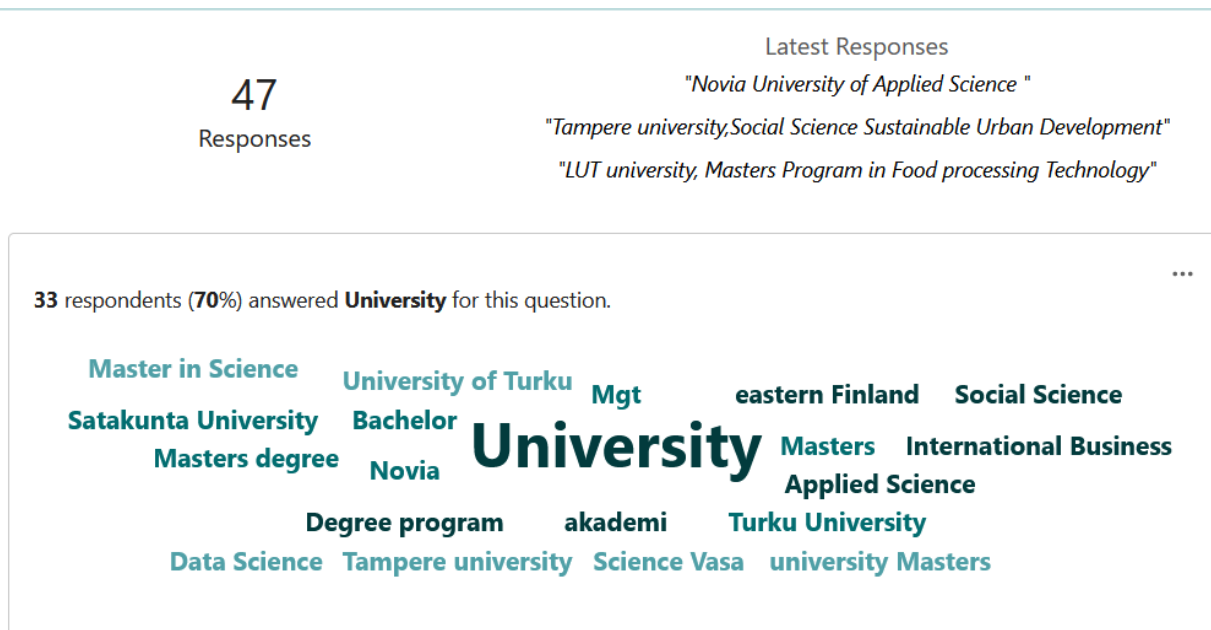 47
Responses
Latest Responses
"Novia University of Applied Science "
"Tampere university,Social Science Sustainable Urban Development"
"LUT university, Masters Program in Food processing Technology"
...
33 respondents (70%) answered University for this question.
Master in Science
University of Turku
Mgt
eastern Finland
Social Science
Satakunta University
Bachelor
University
Masters
International Business
Masters degree
Novia
Applied Science
Degree program
akademi
Turku University
Data Science
Tampere university
Science Vasa
university Masters